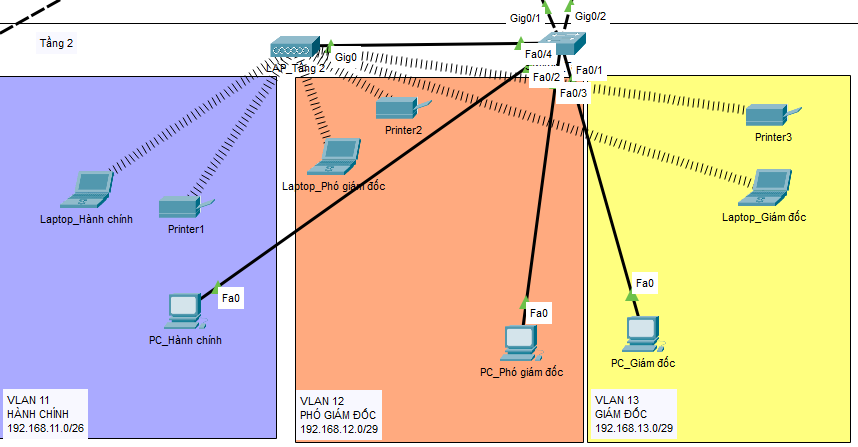 Gig0/1
Gig0/2
Tầng 2
Gig0
Fa0/4
LAP_Tầng 2
Fa0/2
Fa0/1
Fa0/3
Printer2
Printer3
Laptop_Phó giám đốc
Laptop_Hành chính
Printer1
Laptop_Giám đốc
Fa0
Fa0
Fa0
PC_Hành chính
PC_Phó giám đốc
PC_Giám đốc
VLAN 11
HÀNH CHÍNH
192.168.11.0/26
VLAN 12
PHÓ GIÁM ĐỐC
192.168.12.0/29
VLAN 13
GIÁM ĐỐC
192.168.13.0/29